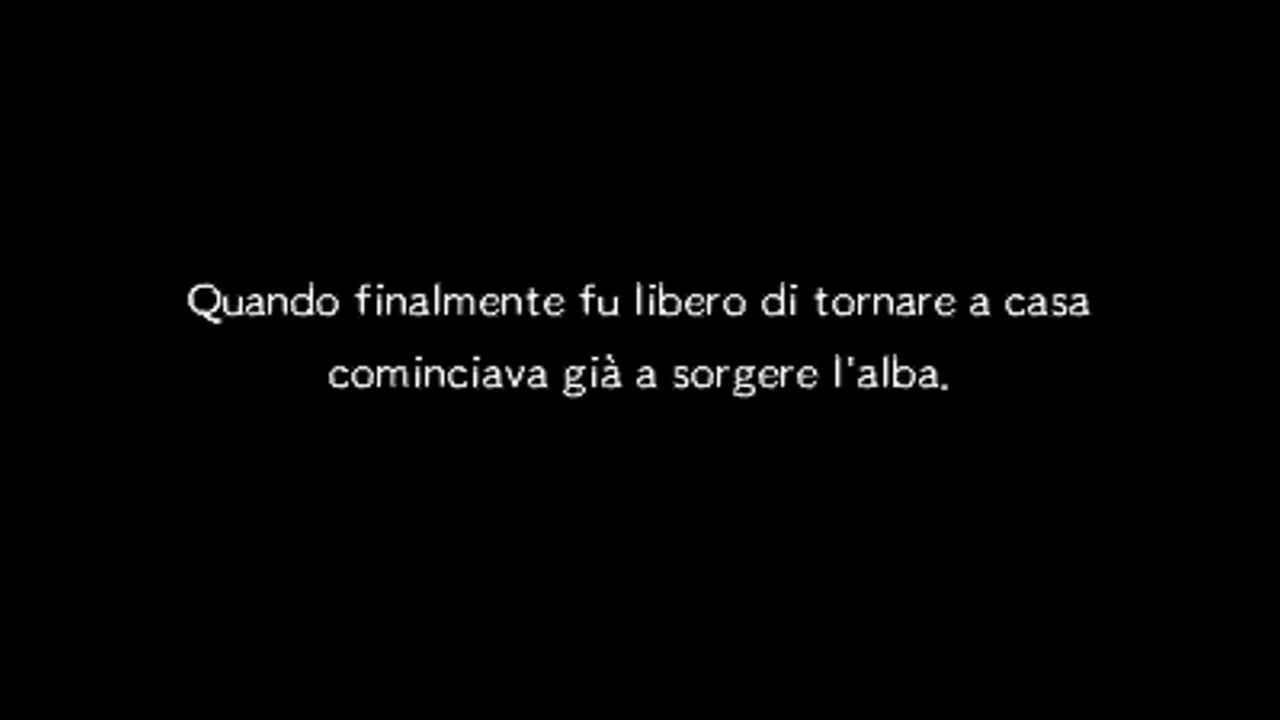 Quando finalmente fu libero di tornare a casa
cominciava già a sorgere l'alba.